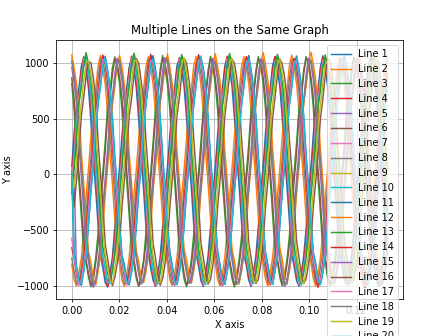 Multiple Lines on the Same Graph
Y axis
1000
500
0
−500
−1000
0.00
0.02
0.04
0.06
0.08
0.10
X axis
Line 1
Line 2
Line 3
Line 4
Line 5
Line 6
Line 7
Line 8
Line 9
Line 10
Line 11
Line 12
Line 13
Line 14
Line 15
Line 16
Line 17
Line 18
Line 19
Line 20